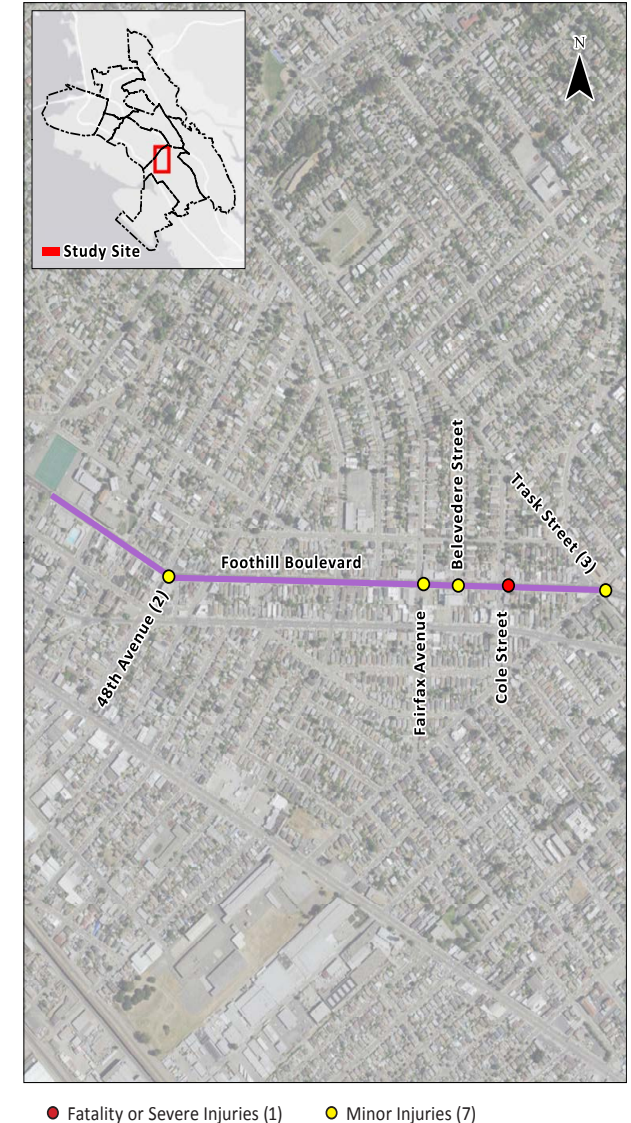 N
Study Site
Belevedere Street
Trask Street (3)
Foothill Boulevard
48th Avenue (2)
Fairfax Avenue
Cole Street
Fatality or Severe Injuries (1)
Minor Injuries (7)